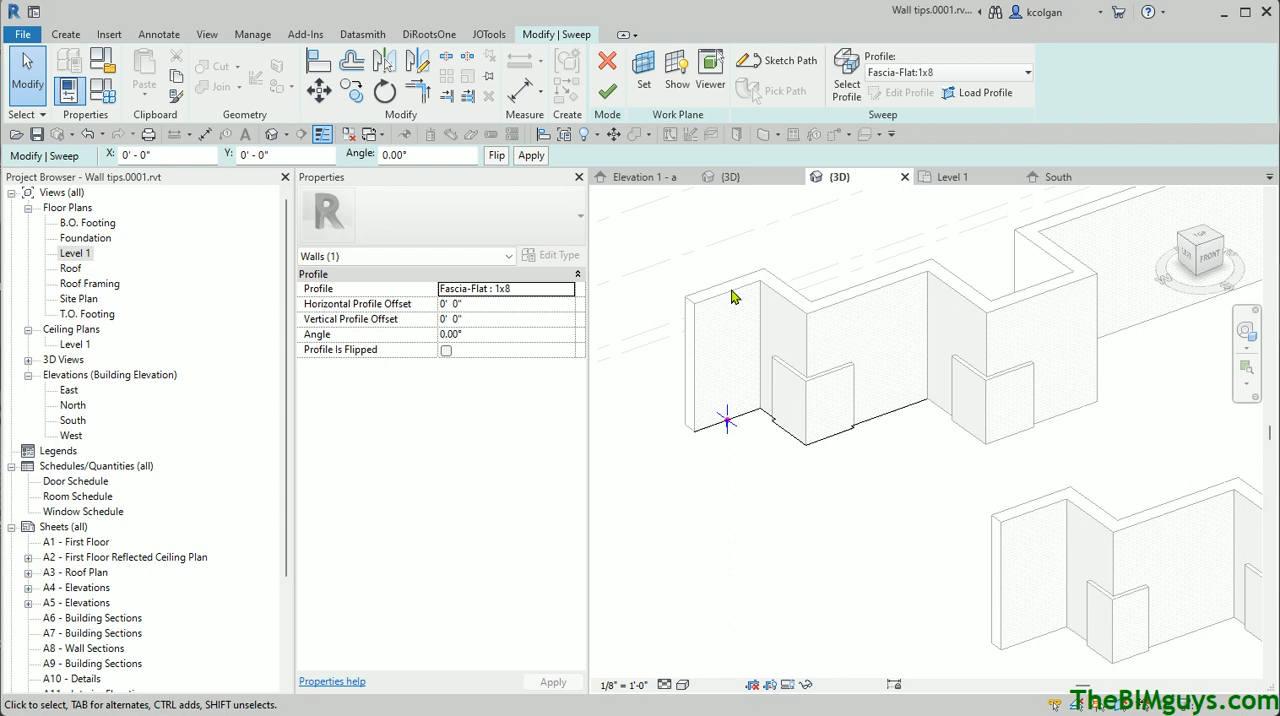 Wall tips.0001.rv...
kcolgan
File
Create
Insert
Annotate
View
Manage
Add-Ins
Datasmith
DiRootsOne
JOTools
Modify | Sweep
Modify
Paste
Cut
Join
Set
Show
Viewer
Sketch Path
Pick Path
Select Profile
Profile:
Fascia-Flat:1x8
Edit Profile
Load Profile
Select
Properties
Clipboard
Geometry
Modify
Measure
Create
Mode
Work Plane
Sweep
Modify | Sweep
X:
0' - 0"
Y:
0' - 0"
Angle:
0.00°
Flip
Apply
Project Browser - Wall tips.0001.rvt
Views (all)
Floor Plans
B.O. Footing
Foundation
Level 1
Roof
Roof Framing
Site Plan
T.O. Footing
Ceiling Plans
Level 1
3D Views
Elevations (Building Elevation)
East
North
South
West
Legends
Schedules/Quantities (all)
Door Schedule
Room Schedule
Window Schedule
Sheets (all)
A1 - First Floor
A2 - First Floor Reflected Ceiling Plan
A3 - Roof Plan
A4 - Elevations
A5 - Elevations
A6 - Building Sections
A7 - Building Sections
A8 - Wall Sections
A9 - Building Sections
A10 - Details
Properties
R
Walls (1)
Edit Type
Profile
Profile
Fascia-Flat : 1x8
Horizontal Profile Offset
0' 0"
Vertical Profile Offset
0' 0"
Angle
0.00°
Profile Is Flipped
Properties help
Apply
Elevation 1 - a
{3D}
{3D}
Level 1
South
TOP
LEFT
FRONT
1/8" = 1'-0"
Click to select, TAB for alternates, CTRL adds, SHIFT unselects.
TheBIMguys.com